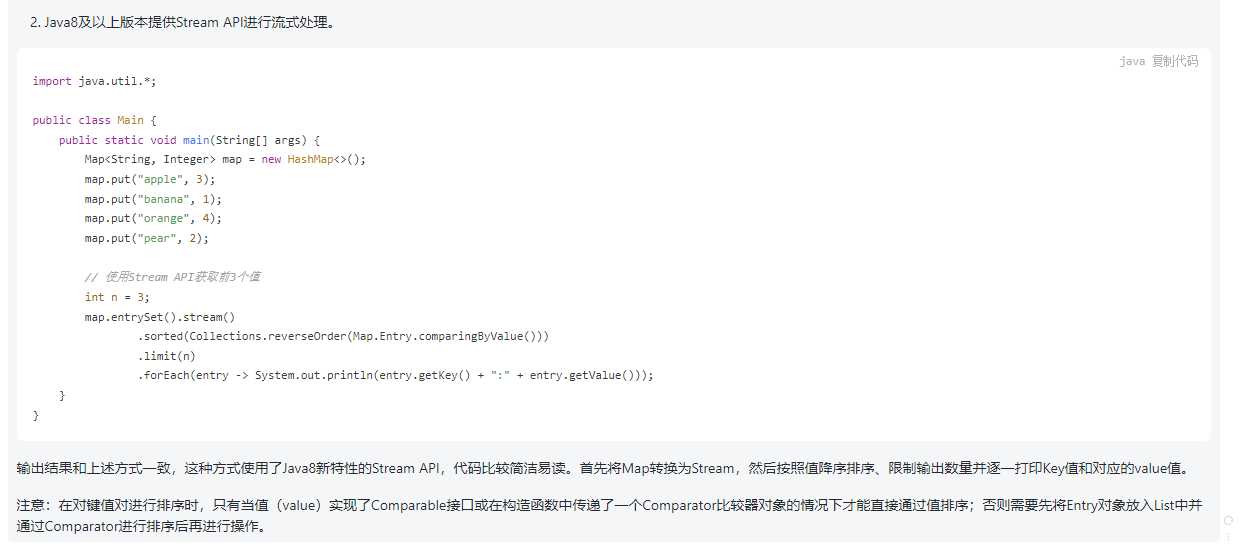 2. Java8及以上版本提供Stream API进行流式处理。
java 复制代码
import java.util.*;
public class Main {
    public static void main(String[] args) {
        Map<String, Integer> map = new HashMap<>();
        map.put("apple", 3);
        map.put("banana", 1);
        map.put("orange", 4);
        map.put("pear", 2);
        // 使用Stream API获取前3个值
        int n = 3;
        map.entrySet().stream()
                .sorted(Collections.reverseOrder(Map.Entry.comparingByValue()))
                .limit(n)
                .forEach(entry -> System.out.println(entry.getKey() + ":" + entry.getValue()));
    }
}
输出结果和上述方式一致，这种方式使用了Java8新特性的Stream API，代码比较简洁易读。首先将Map转换为Stream，然后按照值降序排序、限制输出数量并逐一打印Key值和对应的value值。
注意：在对键值对进行排序时，只有当值（value）实现了Comparable接口或在构造函数中传递了一个Comparator比较器对象的情况下才能直接通过值排序；否则需要先将Entry对象放入List中并
通过Comparator进行排序后再进行操作。